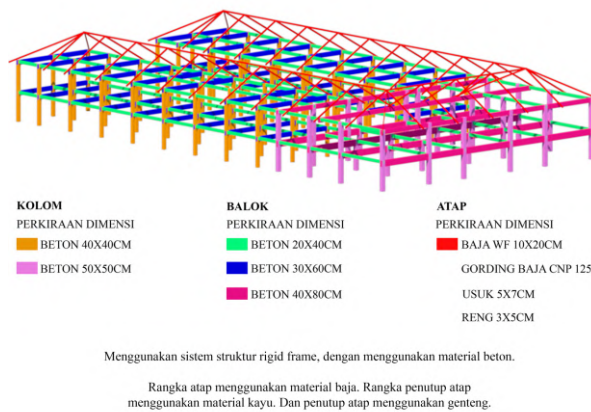 KOLOM
PERKIRAAN DIMENSI
BETON 40X40CM
BETON 50X50CM
BALOK
PERKIRAAN DIMENSI
BETON 20X40CM
BETON 30X60CM
BETON 40X80CM
ATAP
PERKIRAAN DIMENSI
BAJA WF 10X20CM
GORDING BAJA CNP 125
USUK 5X7CM
RENG 3X5CM
Menggunakan sistem struktur rigid frame, dengan menggunakan material beton.
Rangka atap menggunakan material baja. Rangka penutup atap
menggunakan material kayu. Dan penutup atap menggunakan genteng.